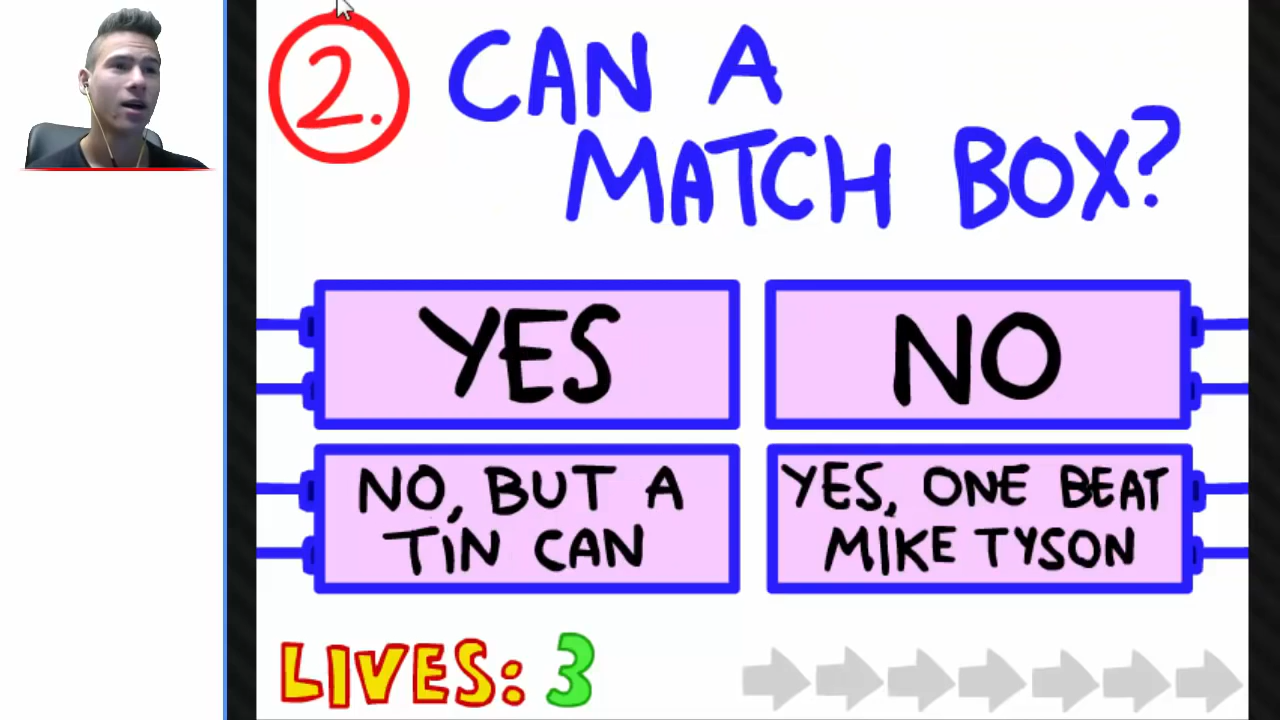 2. CAN A
MATCH BOX?
YES
NO
NO, BUT A
TIN CAN
YES, ONE BEAT
MIKE TYSON
LIVES: 3